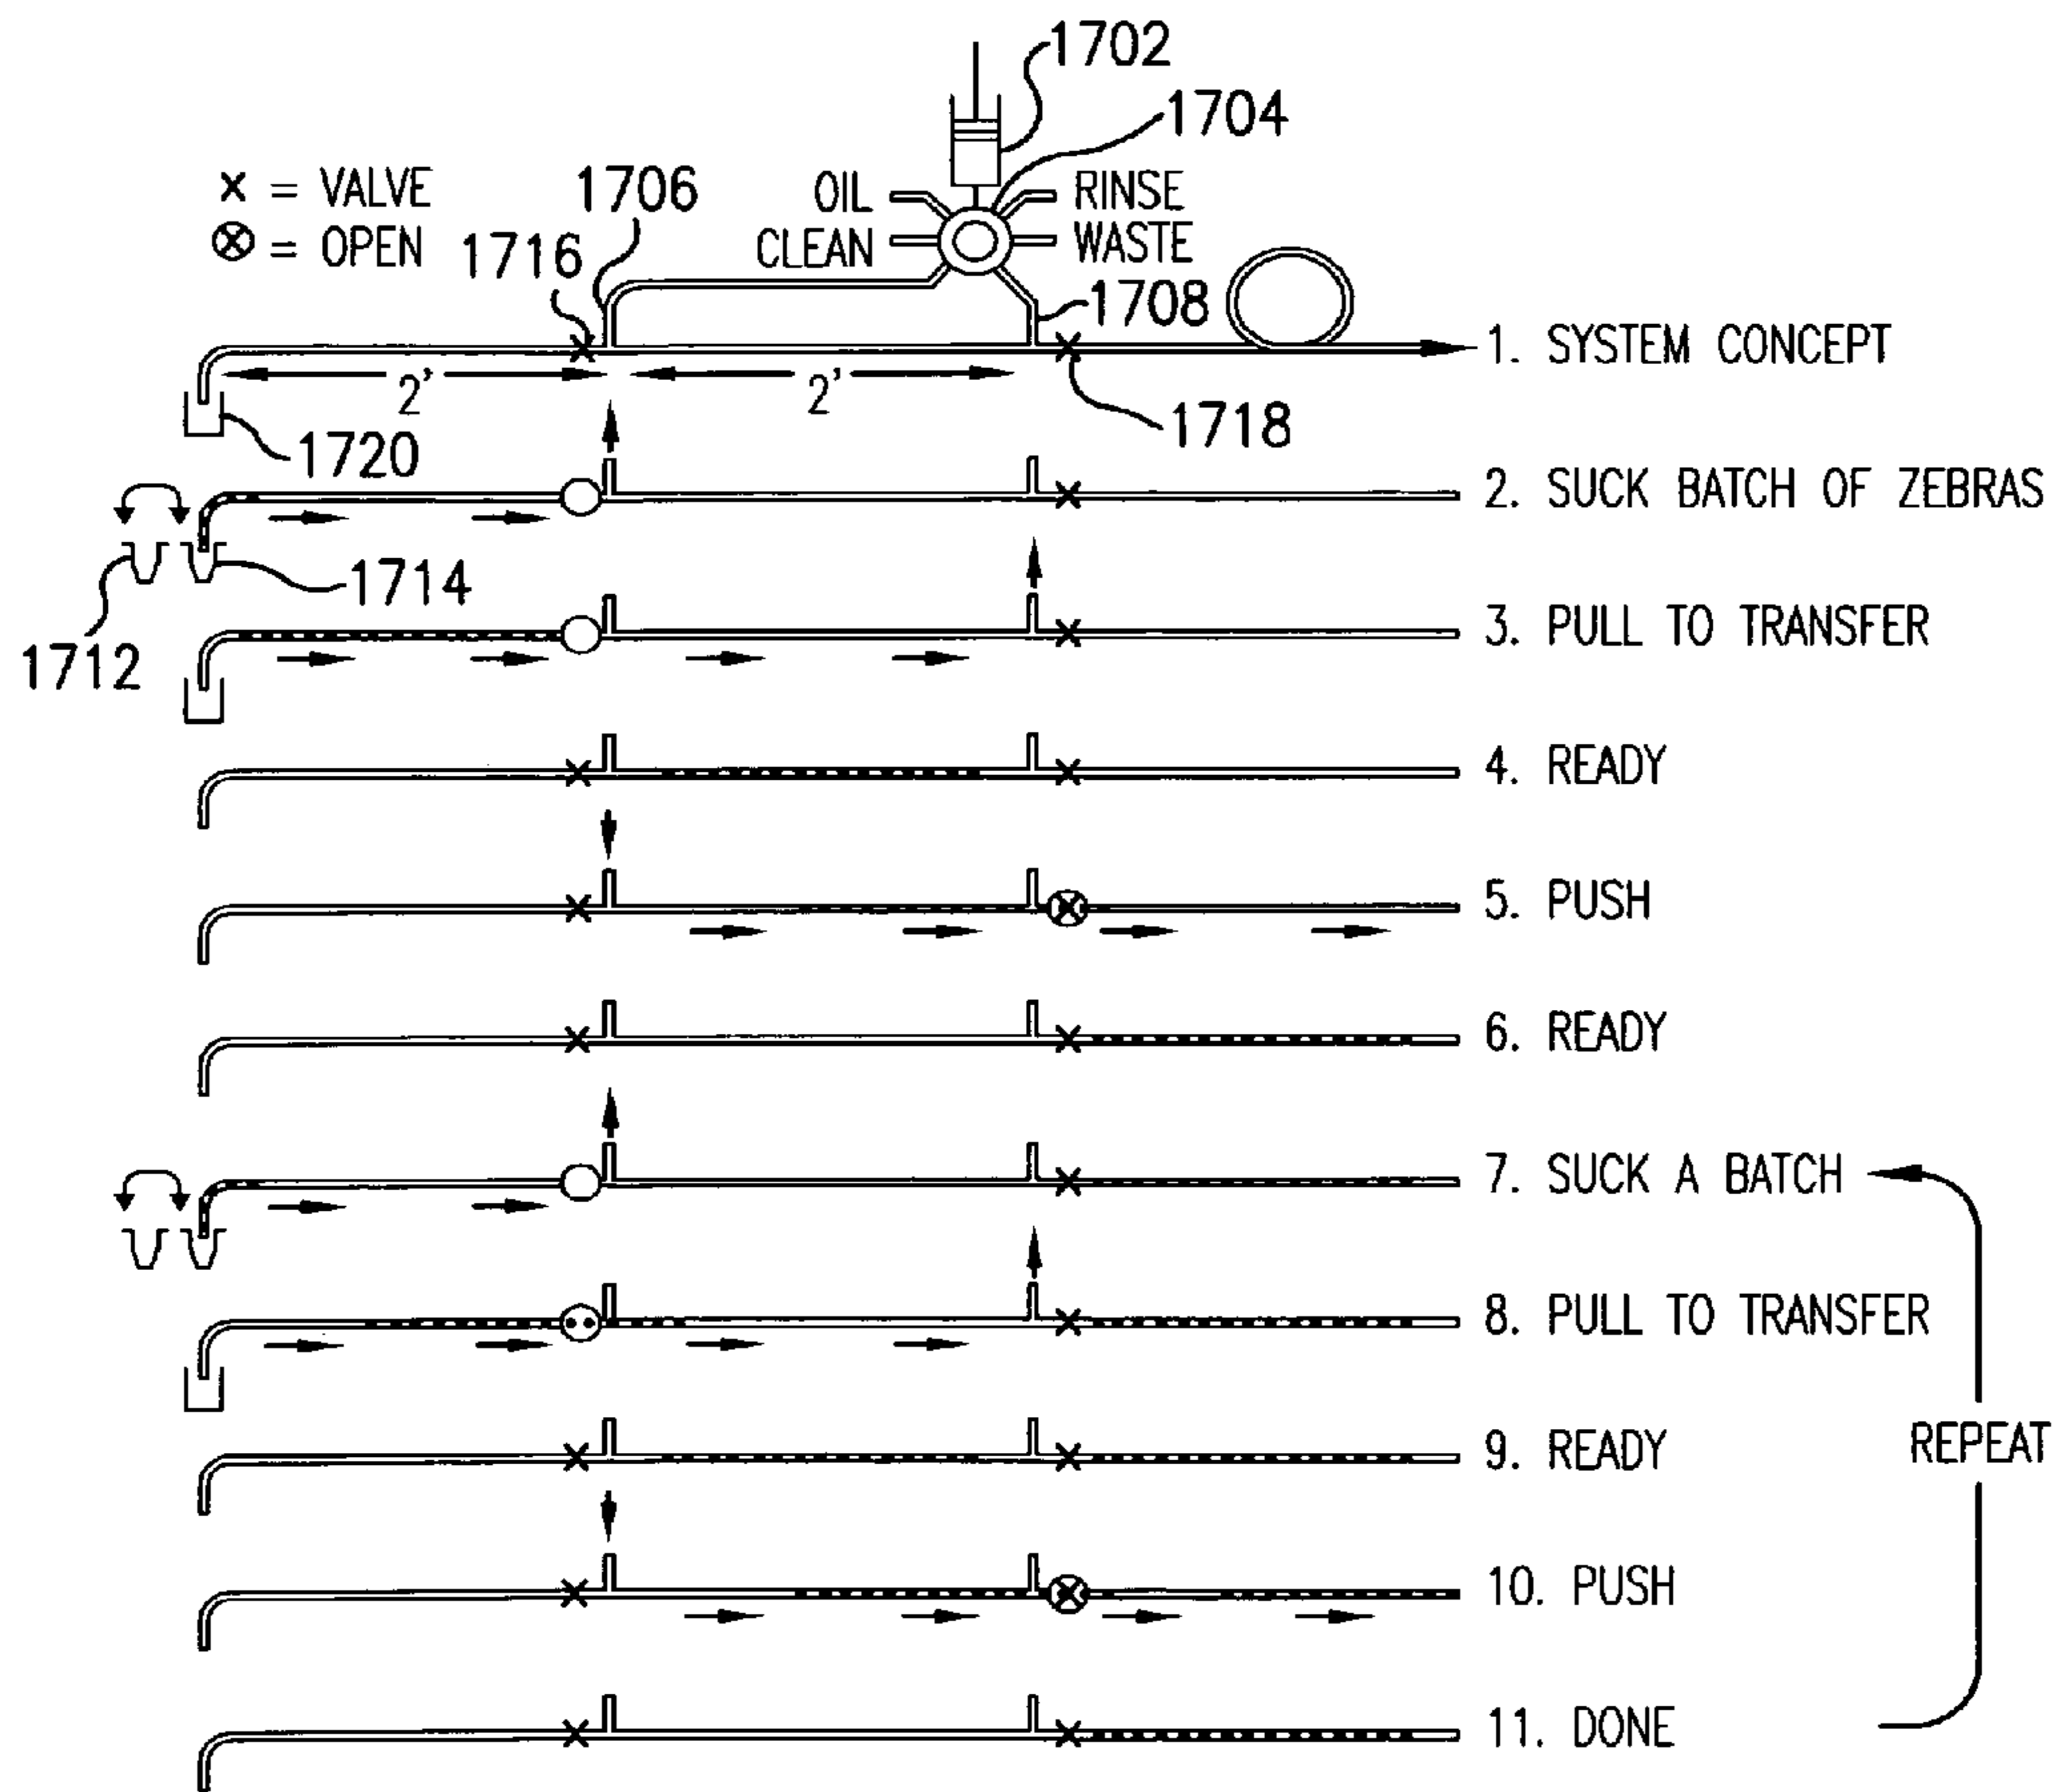 1702
1704
x = VALVE
⊗ = OPEN
1706
1716
OIL
RINSE
CLEAN
WASTE
1708
1. SYSTEM CONCEPT
2'
2'
1718
1720
2. SUCK BATCH OF ZEBRAS
1714
1712
3. PULL TO TRANSFER
4. READY
5. PUSH
6. READY
7. SUCK A BATCH
8. PULL TO TRANSFER
9. READY
REPEAT
10. PUSH
11. DONE